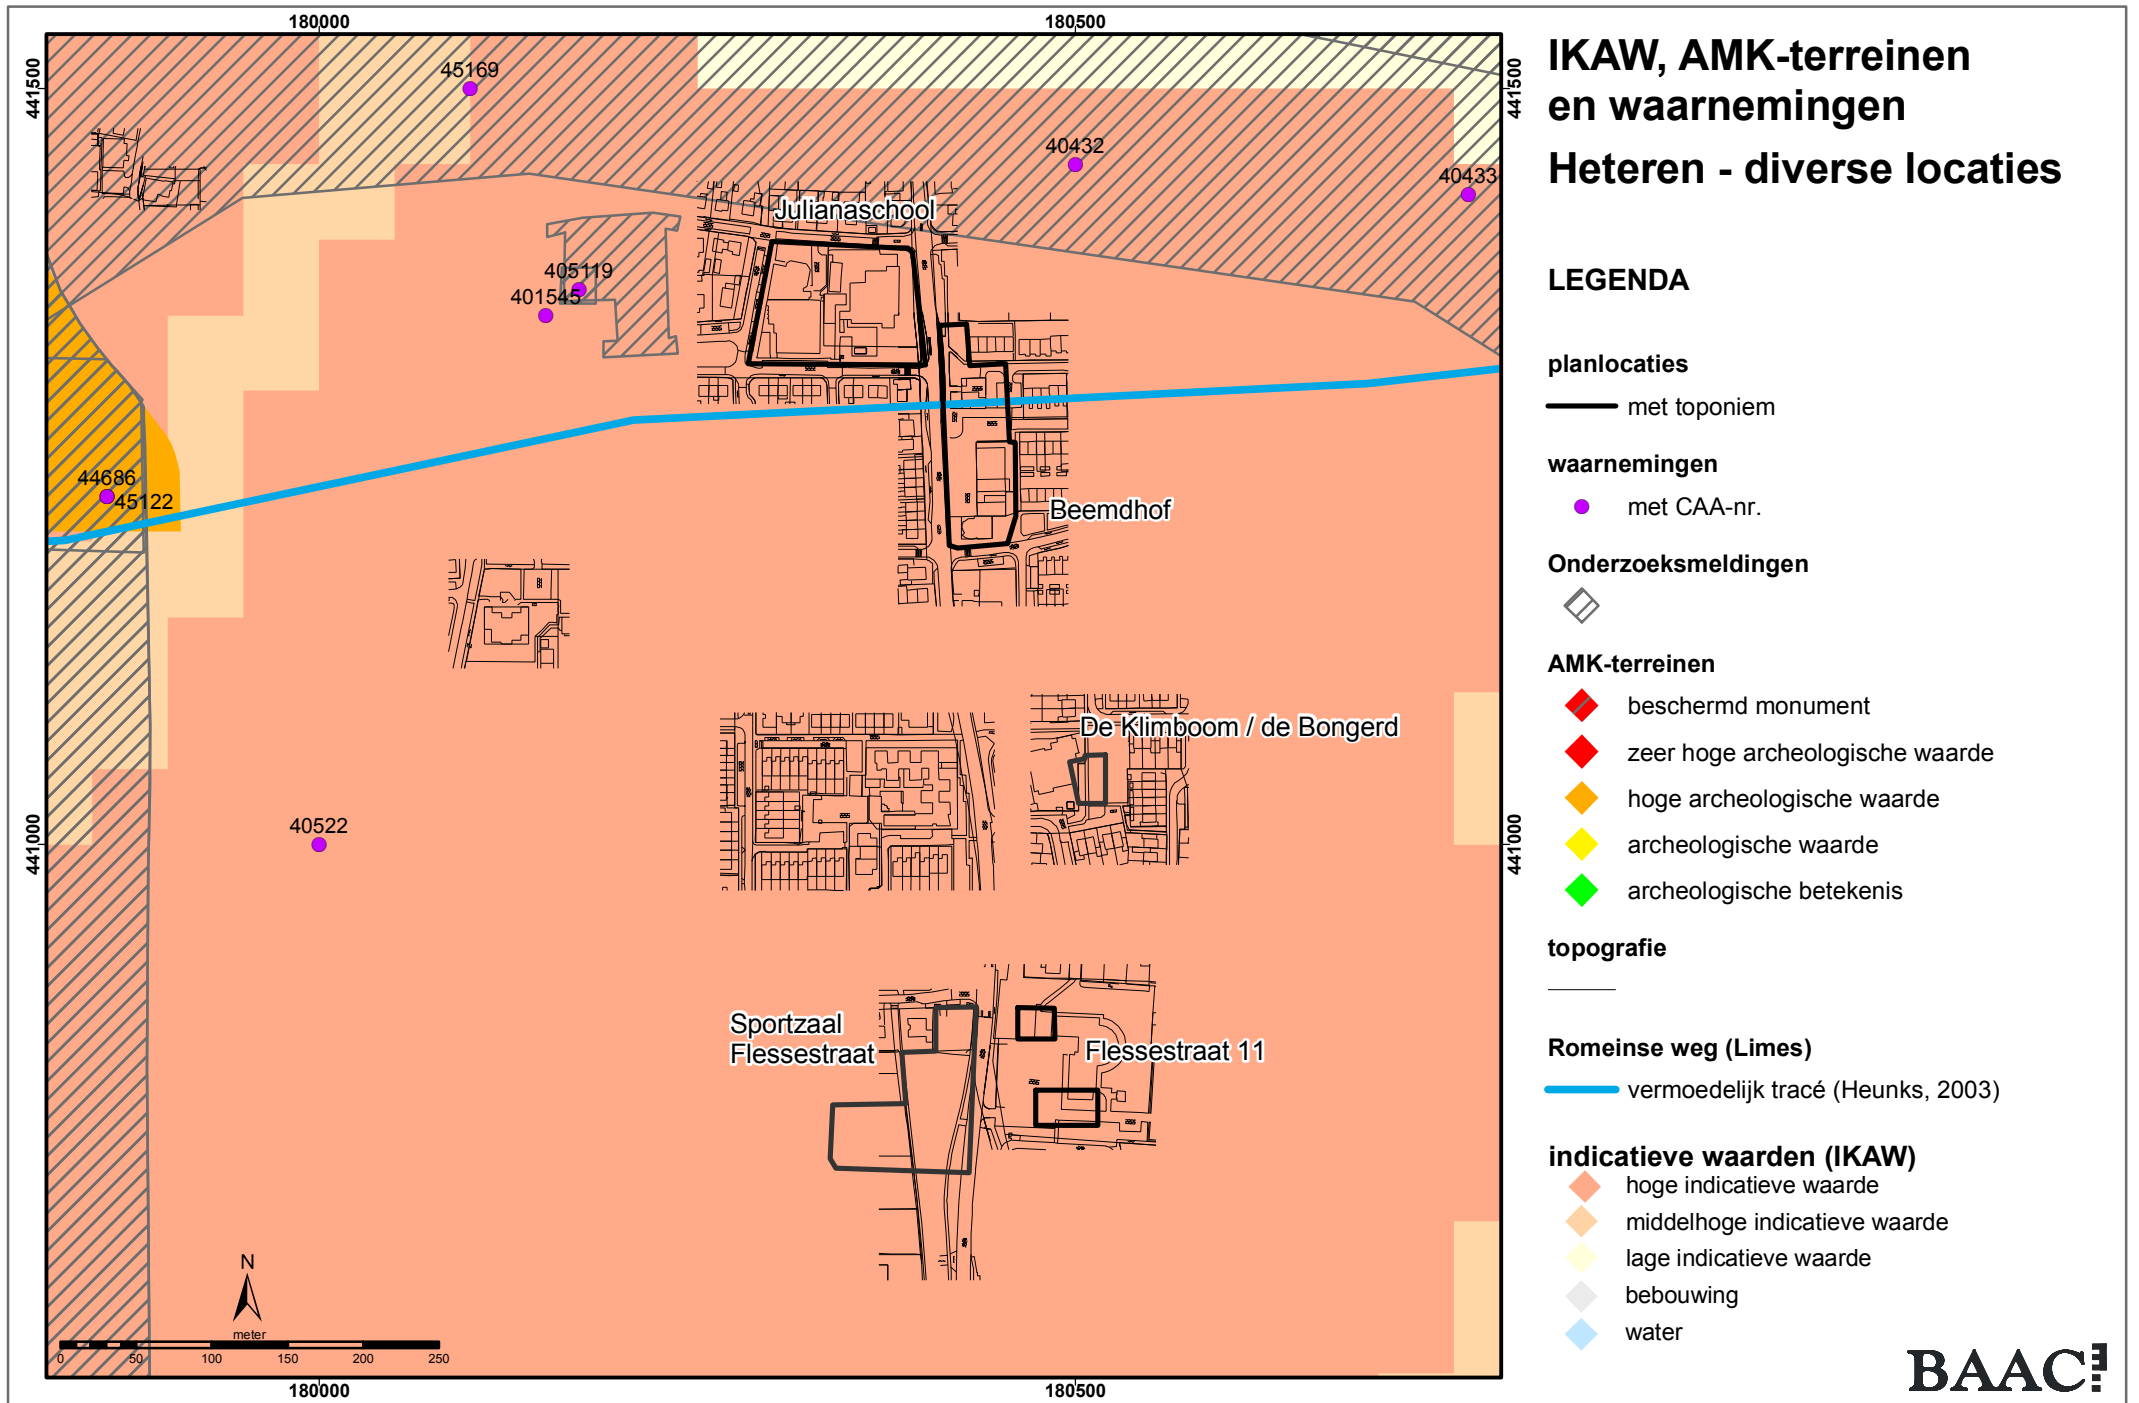 180000
180500
441500
441500
45169
40432
40433
Julianaschool
405119
401545
44686
45122
Beemdhof
De Klimboom / de Bongerd
40522
441000
441000
Sportzaal
Flessestraat
Flessestraat 11
N
meter
0 50 100 150 200 250
180000
180500
IKAW, AMK-terreinen
en waarnemingen
Heteren - diverse locaties
LEGENDA
planlocaties
met toponiem
waarnemingen
met CAA-nr.
Onderzoeksmeldingen
AMK-terreinen
beschermd monument
zeer hoge archeologische waarde
hoge archeologische waarde
archeologische waarde
archeologische betekenis
topografie
Romeinse weg (Limes)
vermoedelijk tracé (Heunks, 2003)
indicatieve waarden (IKAW)
hoge indicatieve waarde
middelhoge indicatieve waarde
lage indicatieve waarde
bebouwing
water
BAAC